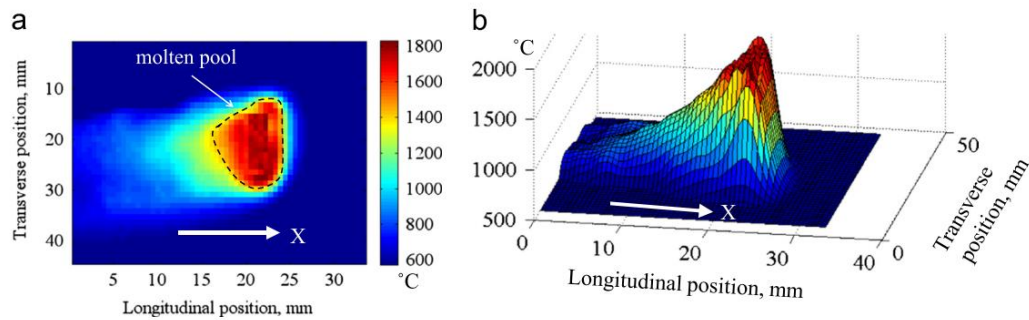 a
molten pool
Transverse position, mm
10
20
30
40
5
10
15
20
25
30
Longitudinal position, mm
X
1800
1600
1400
1200
1000
800
600
°C
b
°C
2000
1500
1000
500
0
10
20
30
40
0
50
X
Longitudinal position, mm
Transverse
position, mm